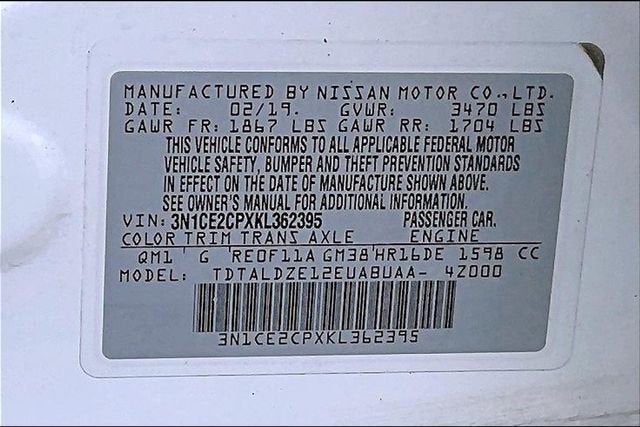 MANUFACTURED BY NISSAN MOTOR CO., LTD.
DATE: 02/19. GVWR: 3470 LBS
GAWR FR: 1867 LBS GAWR RR: 1704 LBS
THIS VEHICLE CONFORMS TO ALL APPLICABLE FEDERAL MOTOR
VEHICLE SAFETY, BUMPER AND THEFT PREVENTION STANDARDS
IN EFFECT ON THE DATE OF MANUFACTURE SHOWN ABOVE.
SEE OWNER'S MANUAL FOR ADDITIONAL INFORMATION.
VIN: 3N1CE2CPXKL362395 PASSENGER CAR.
COLOR TRIM TRANS AXLE ENGINE
QM1 G RE0F11A GM38 HR16DE 1598 CC
MODEL: TDTALDZE12EUABUAA- 4Z000
3N1CE2CPXKL362395